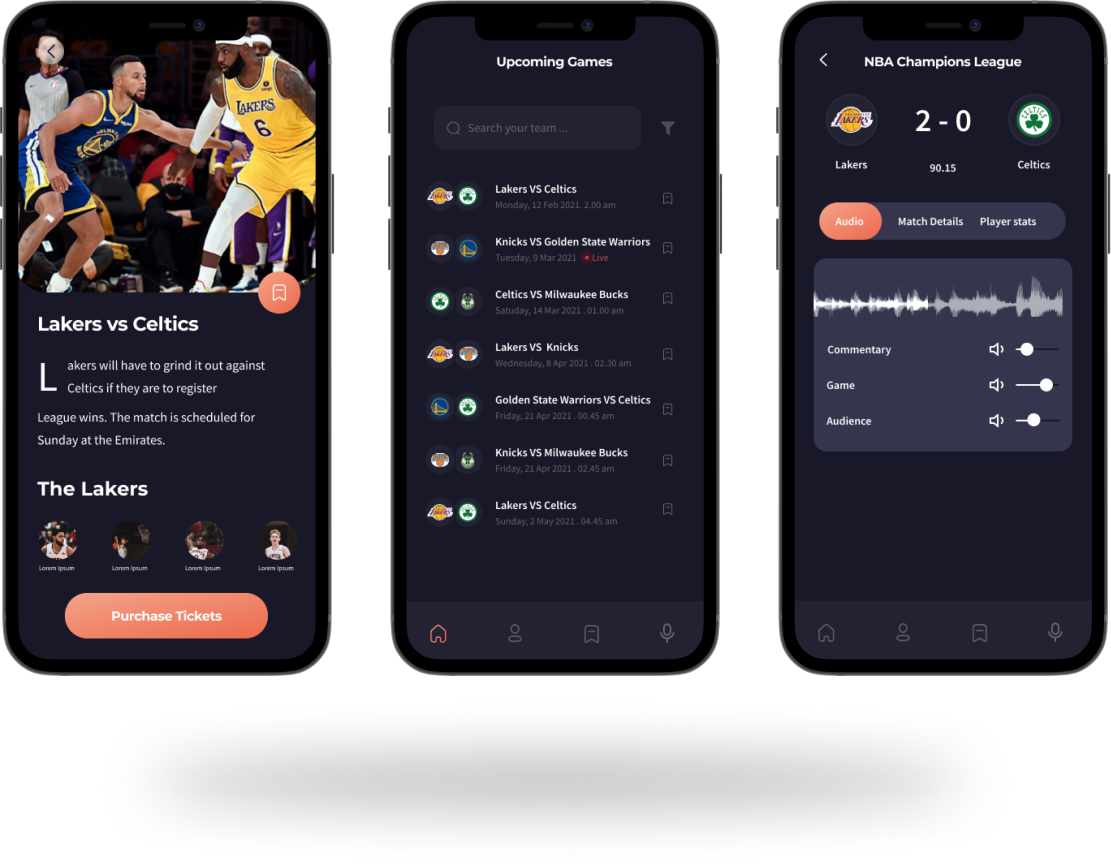 LAKERS
6
Lakers vs Celtics
Lakers will have to grind it out against
Celtics if they are to register
League wins. The match is scheduled for
Sunday at the Emirates.
The Lakers
Lorem Ipsum
Lorem Ipsum
Lorem Ipsum
Lorem Ipsum
Purchase Tickets
Upcoming Games
Search your team ...
Lakers VS Celtics
Monday, 12 Feb 2021. 2.00 am
Knicks VS Golden State Warriors
Tuesday, 9 Mar 2021 Live
Celtics VS Milwaukee Bucks
Satuday, 14 Mar 2021 . 01.00 am
Lakers VS Knicks
Wednesday, 8 Apr 2021 . 02.30 am
Golden State Warriors VS Celtics
Friday, 21 Apr 2021 . 00.45 am
Knicks VS Milwaukee Bucks
Friday, 21 Apr 2021 . 02.45 am
Lakers VS Celtics
Sunday, 2 May 2021 . 04.45 am
NBA Champions League
LAKERS
2 - 0
CELTICS
Lakers
90.15
Celtics
Audio
Match Details
Player stats
Commentary
Game
Audience